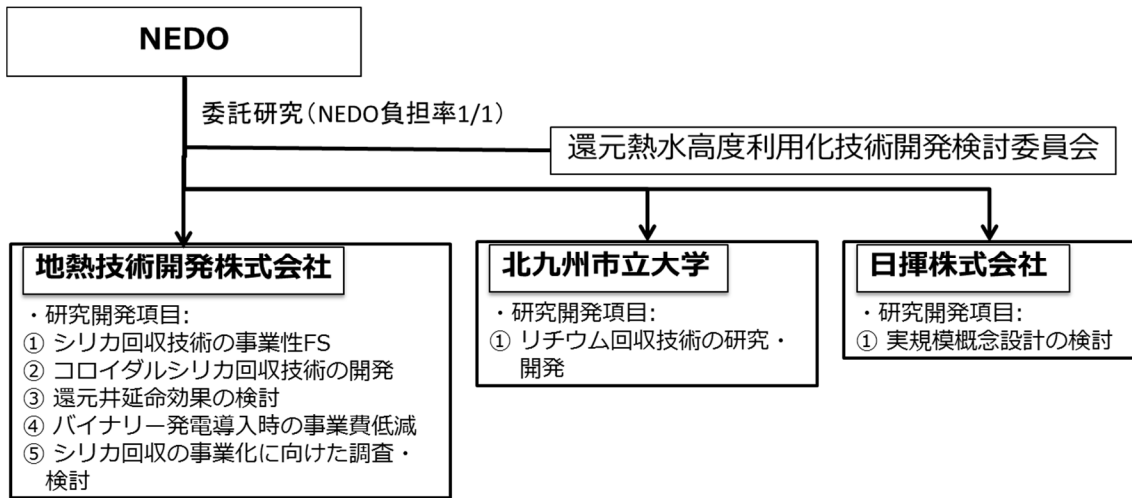 NEDO
委託研究（NEDO負担率1/1）
還元熱水高度利用化技術開発検討委員会
地熱技術開発株式会社
・研究開発項目:
① シリカ回収技術の事業性FS
② コロイダルシリカ回収技術の開発
③ 還元井延命効果の検討
④ バイナリー発電導入時の事業費低減
⑤ シリカ回収の事業化に向けた調査・
検討
北九州市立大学
・研究開発項目:
① リチウム回収技術の研究・
開発
日揮株式会社
・研究開発項目:
① 実規模概念設計の検討